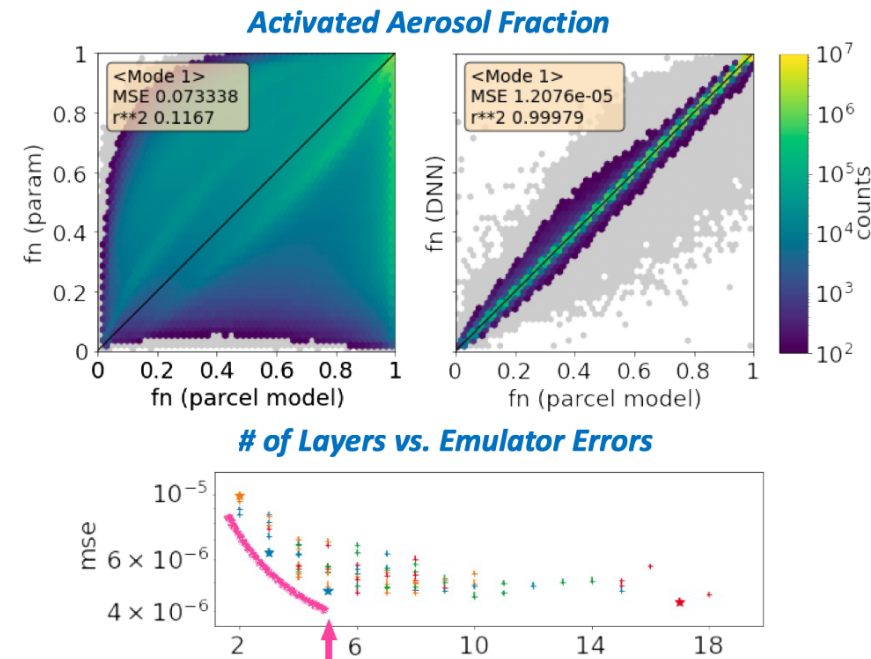 Activated Aerosol Fraction
<Mode 1>
MSE 0.073338
r**2 0.1167
fn (param)
1
0.8
0.6
0.4
0.2
0
0 0.2 0.4 0.6 0.8 1
fn (parcel model)
<Mode 1>
MSE 1.2076e-05
r**2 0.99979
fn (DNN)
0 0.2 0.4 0.6 0.8 1
fn (parcel model)
10⁷
10⁶
10⁵
10⁴
10³
10²
counts
# of Layers vs. Emulator Errors
mse
10⁻⁵
6 × 10⁻⁶
4 × 10⁻⁶
2 6 10 14 18